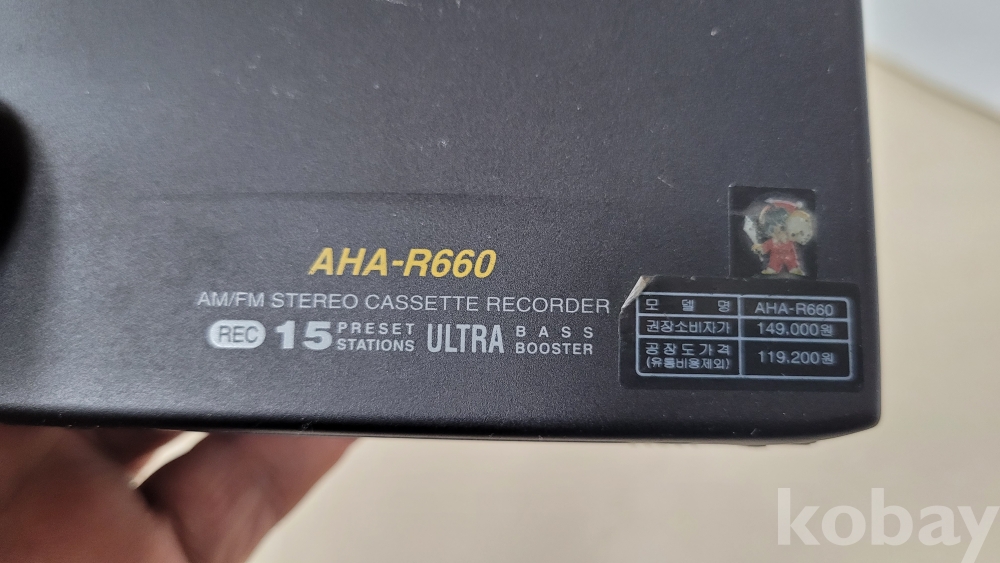 AHA-R660
AM/FM STEREO CASSETTE RECORDER
REC 15 PRESET STATIONS ULTRA BASS BOOSTER
모 델 명 AHA-R660
권장소비자가 149.000원
공장도가격 119.200원
(유통비용제외)
kobay